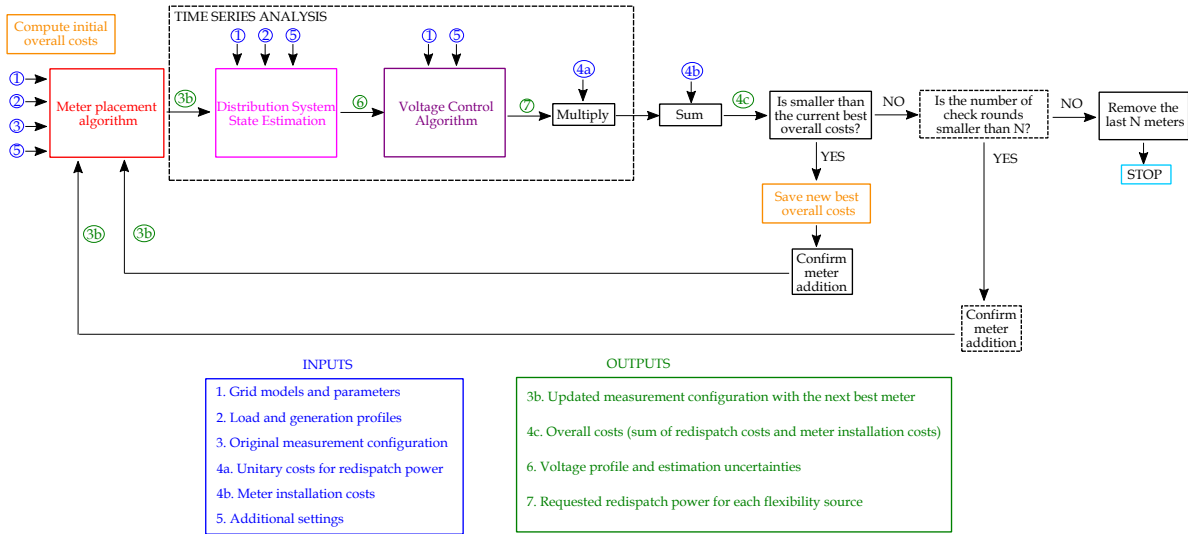 TIME SERIES ANALYSIS
Compute initial
overall costs
1
2
3
5
Meter placement
algorithm
3b
1
2
5
Distribution System
State Estimation
6
1
5
Voltage Control
Algorithm
7
4a
Multiply
4b
Sum
4c
Is smaller than
the current best
overall costs?
NO
Is the number of
check rounds
smaller than N?
NO
Remove the
last N meters
STOP
YES
Save new best
overall costs
Confirm
meter
addition
3b
YES
Confirm
meter
addition
3b
INPUTS
1. Grid models and parameters
2. Load and generation profiles
3. Original measurement configuration
4a. Unitary costs for redispatch power
4b. Meter installation costs
5. Additional settings
OUTPUTS
3b. Updated measurement configuration with the next best meter
4c. Overall costs (sum of redispatch costs and meter installation costs)
6. Voltage profile and estimation uncertainties
7. Requested redispatch power for each flexibility source